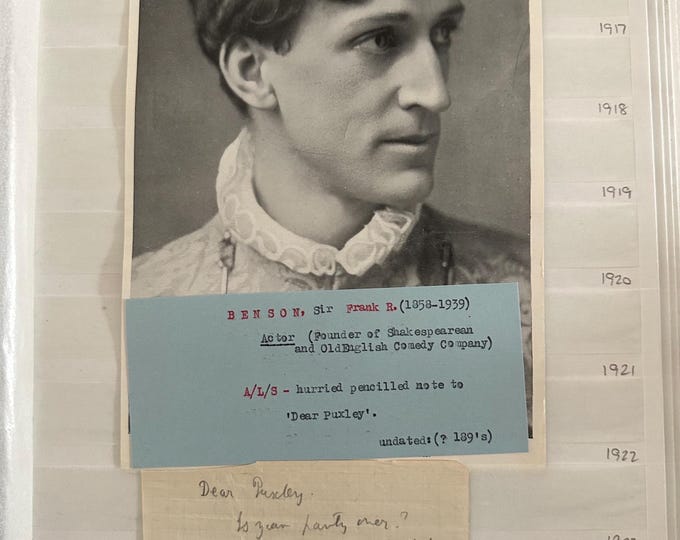 1917
1918
1919
1920
1921
1922
BENSON, Sir Frank R.(1858-1939)
Actor (Founder of Shakespearean
and OldEnglish Comedy Company)
A/L/S - hurried pencilled note to
'Dear Puxley'.
undated:(? 189's)
Dear Puxley.
Is your party over?